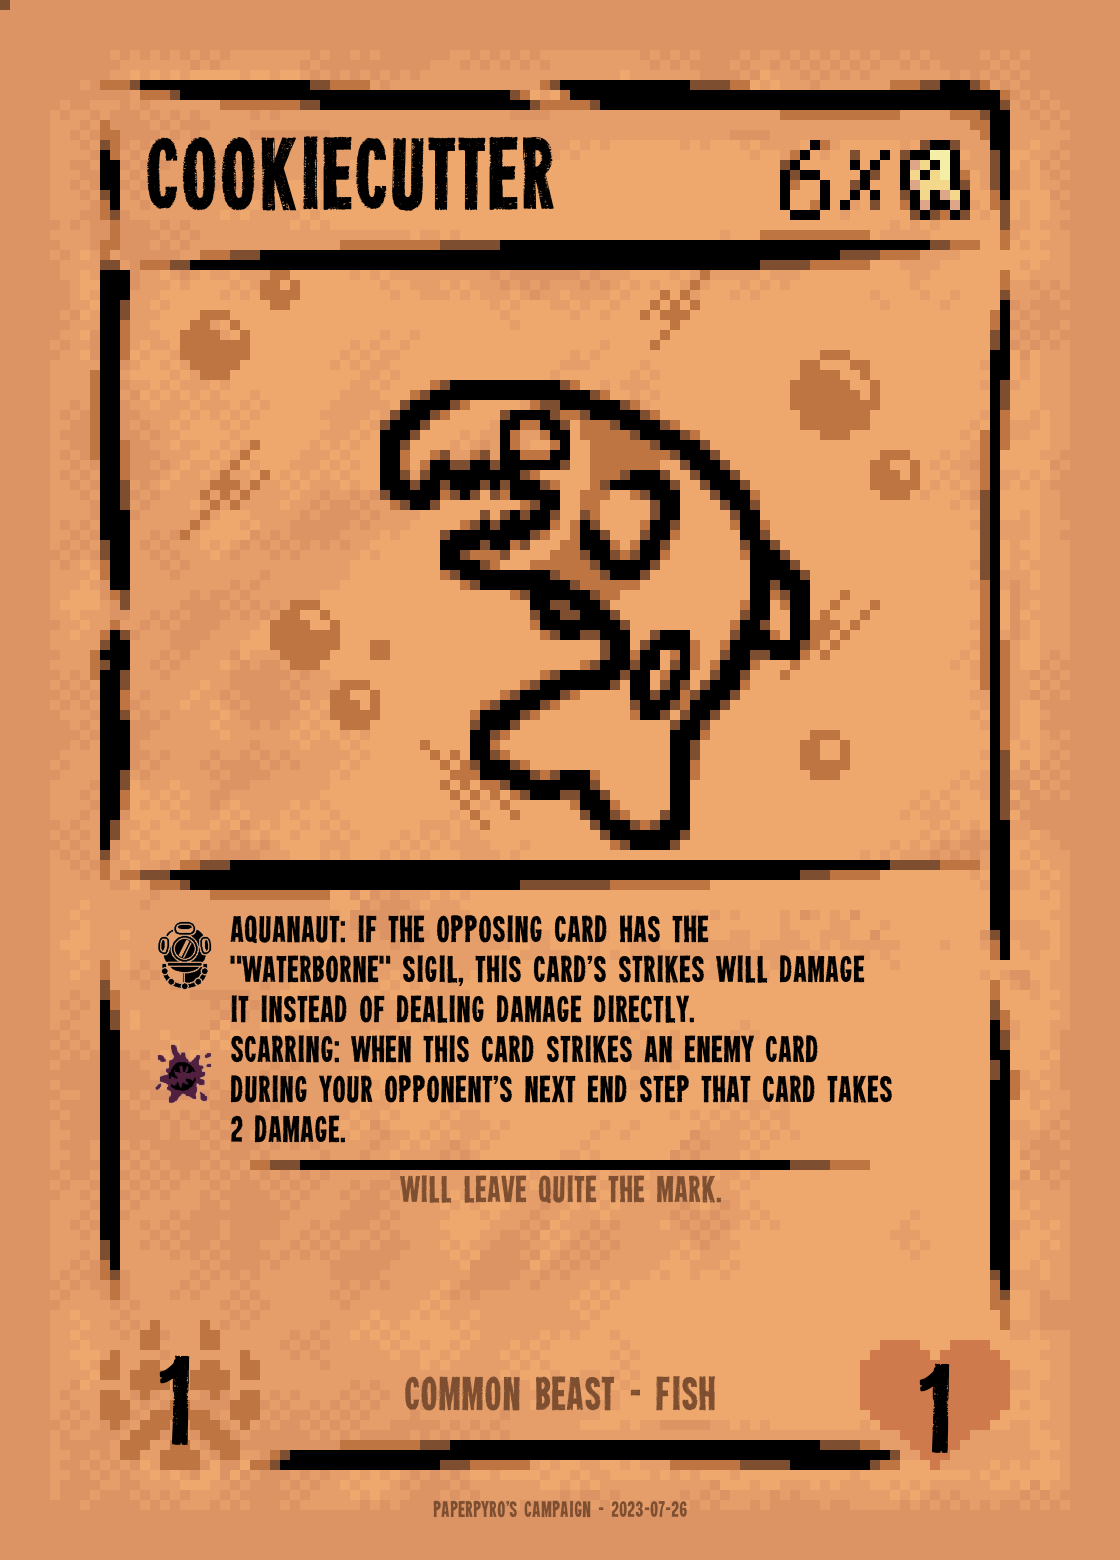 COOKIECUTTER
6X
AQUANAUT: IF THE OPPOSING CARD HAS THE
"WATERBORNE" SIGIL, THIS CARD'S STRIKES WILL DAMAGE
IT INSTEAD OF DEALING DAMAGE DIRECTLY.
SCARRING: WHEN THIS CARD STRIKES AN ENEMY CARD
DURING YOUR OPPONENT'S NEXT END STEP THAT CARD TAKES
2 DAMAGE.
WILL LEAVE QUITE THE MARK.
1
COMMON BEAST - FISH
1
PAPERPYRO'S CAMPAIGN - 2023-07-26